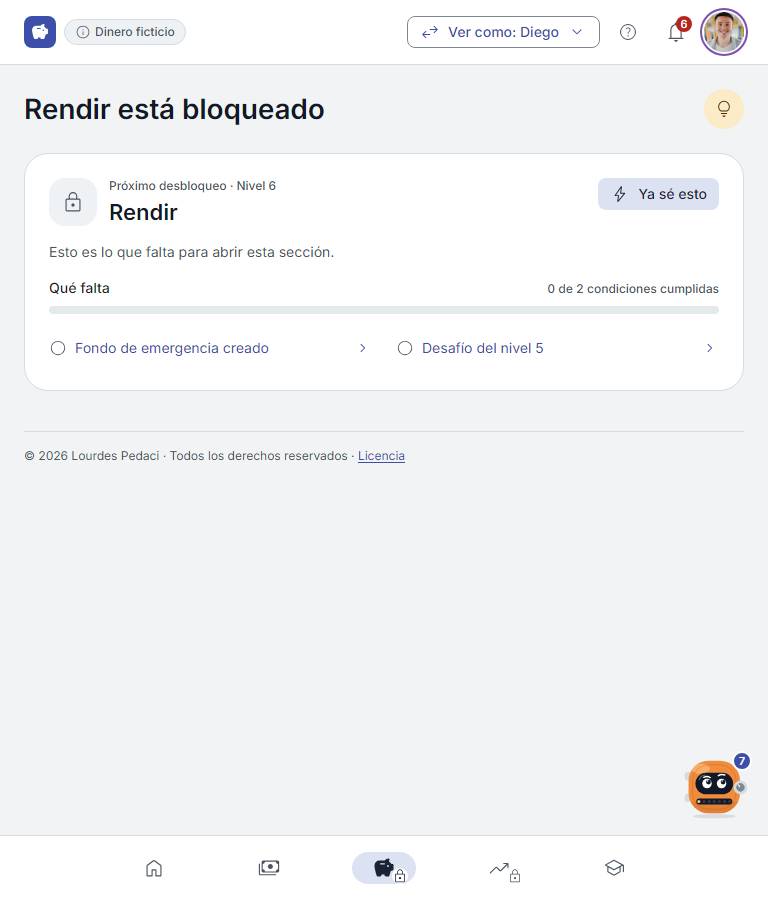 Dinero ficticio
Ver como: Diego
6
Rendir está bloqueado
Próximo desbloqueo · Nivel 6
Rendir
Ya sé esto
Esto es lo que falta para abrir esta sección.
Qué falta
0 de 2 condiciones cumplidas
Fondo de emergencia creado
Desafío del nivel 5
© 2026 Lourdes Pedaci · Todos los derechos reservados · Licencia
7